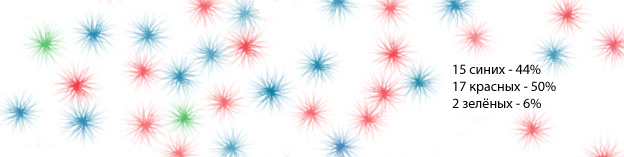 15 синих - 44%
17 красных - 50%
2 зелёных - 6%